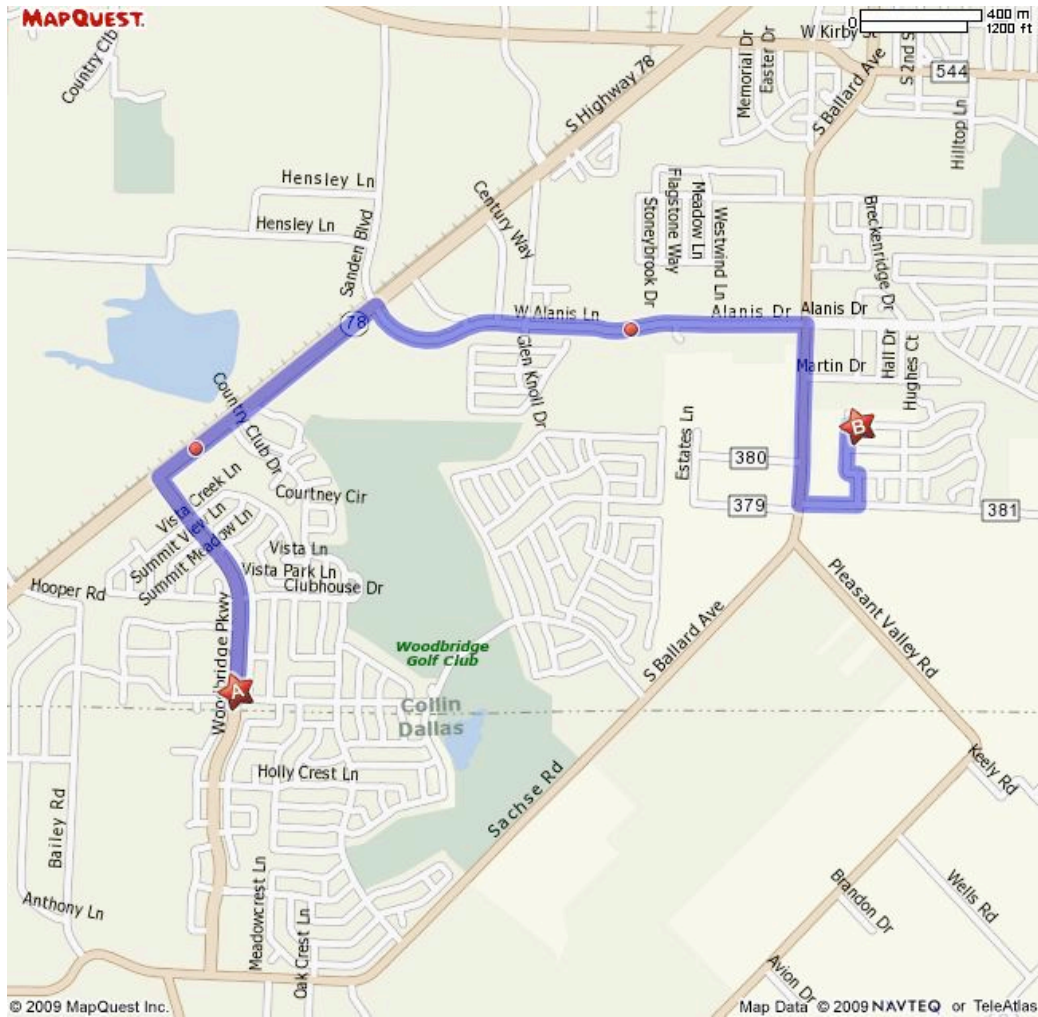 MAPQUEST.
400 m
0
1200 ft
W Kirby St
S 2nd S
544
Country Clb
Memorial Dr
Easter Dr
S Ballard Ave
S Highway 78
Hilltop Ln
Hensley Ln
Hensley Ln
Century Way
Stoneybrook Dr
Flagstone Way
Meadow Ln
Westwind Ln
Breckenridge Dr
Sanden Blvd
78
W Alanis Ln
Alanis Dr
Alanis Dr
Glen Knoll Dr
Martin Dr
Hall Dr
Hughes Ct
Country Club Dr
Estates Ln
B
380
379
381
Courtney Cir
Vista Creek Ln
Summit View Ln
Summit Meadow Ln
Vista Ln
Vista Park Ln
Clubhouse Dr
Hooper Rd
Woodbridge Pkwy
Woodbridge
Golf Club
S Ballard Ave
Pleasant Valley Rd
A
Collin
Dallas
Holly Crest Ln
Sachse Rd
Keely Rd
Bailey Rd
Anthony Ln
Meadowcrest Ln
Oak Crest Ln
Brandon Dr
Wells Rd
Avion Dr
© 2009 MapQuest Inc.
Map Data © 2009 NAVTEQ or TeleAtlas